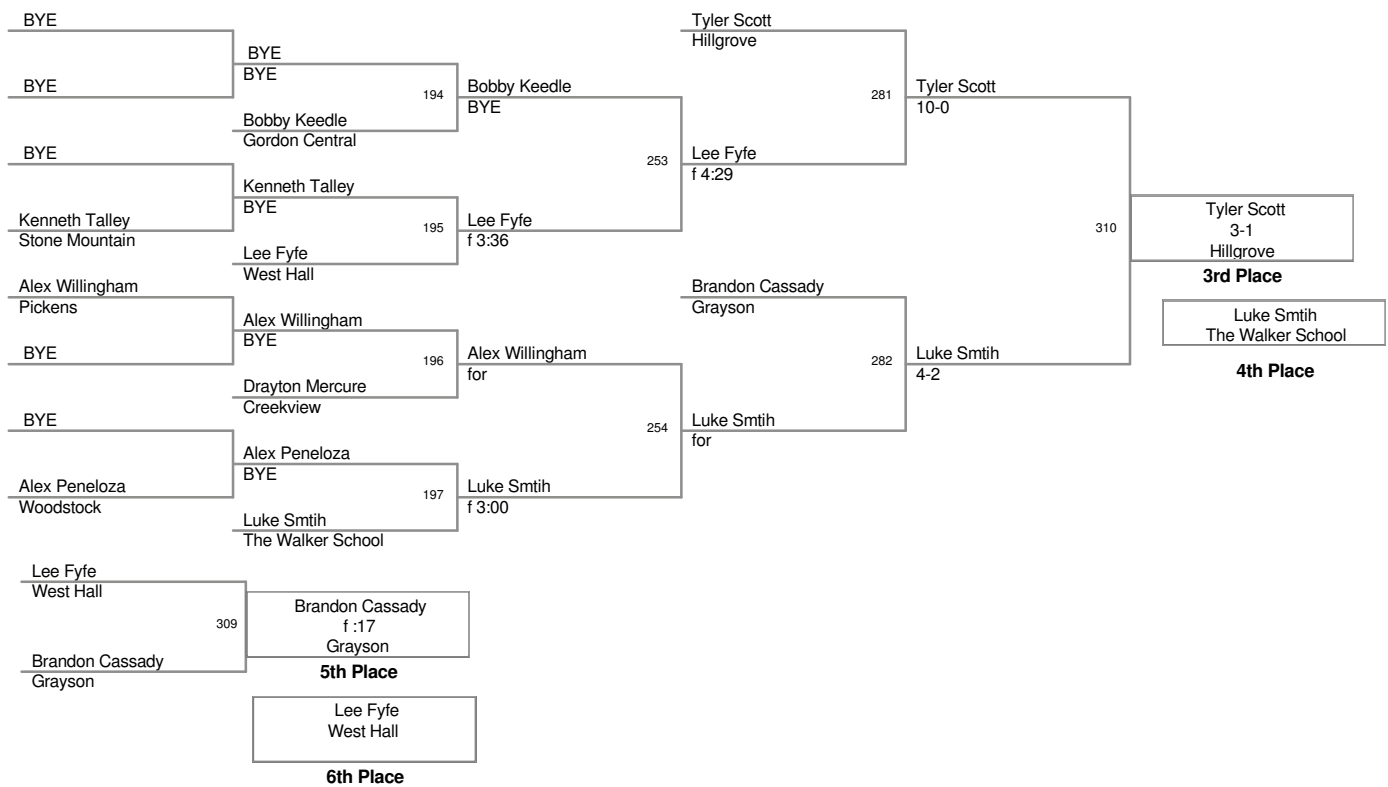 BYE
BYE
BYE
BYE
194
Bobby Keedle
Gordon Central
Bobby Keedle
BYE
BYE
Kenneth Talley
Stone Mountain
Kenneth Talley
BYE
195
Lee Fyfe
West Hall
Lee Fyfe
f 3:36
253
Lee Fyfe
f 4:29
Tyler Scott
Hillgrove
281
Tyler Scott
10-0
Alex Willingham
Pickens
BYE
Alex Willingham
BYE
196
Drayton Mercure
Creekview
Alex Willingham
for
BYE
Alex Peneloza
Woodstock
Alex Peneloza
BYE
197
Luke Smtih
The Walker School
Luke Smtih
f 3:00
254
Luke Smtih
for
Brandon Cassady
Grayson
282
Luke Smtih
4-2
310
Tyler Scott
3-1
Hillgrove
3rd Place
Luke Smtih
The Walker School
4th Place
Lee Fyfe
West Hall
309
Brandon Cassady
Grayson
Brandon Cassady
f :17
Grayson
5th Place
Lee Fyfe
West Hall
6th Place